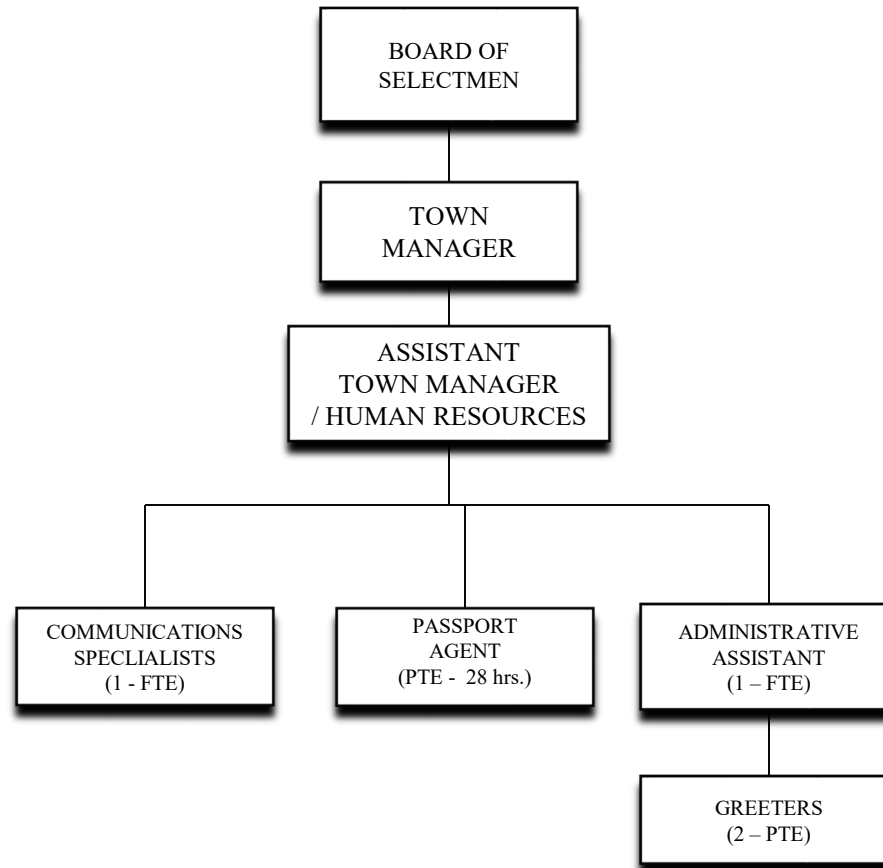 BOARD OF
SELECTMEN
TOWN
MANAGER
ASSISTANT
TOWN MANAGER
/ HUMAN RESOURCES
COMMUNICATIONS
SPECLIALISTS
(1 - FTE)
PASSPORT
AGENT
(PTE -  28 hrs.)
ADMINISTRATIVE
ASSISTANT
(1 – FTE)
GREETERS
(2 – PTE)